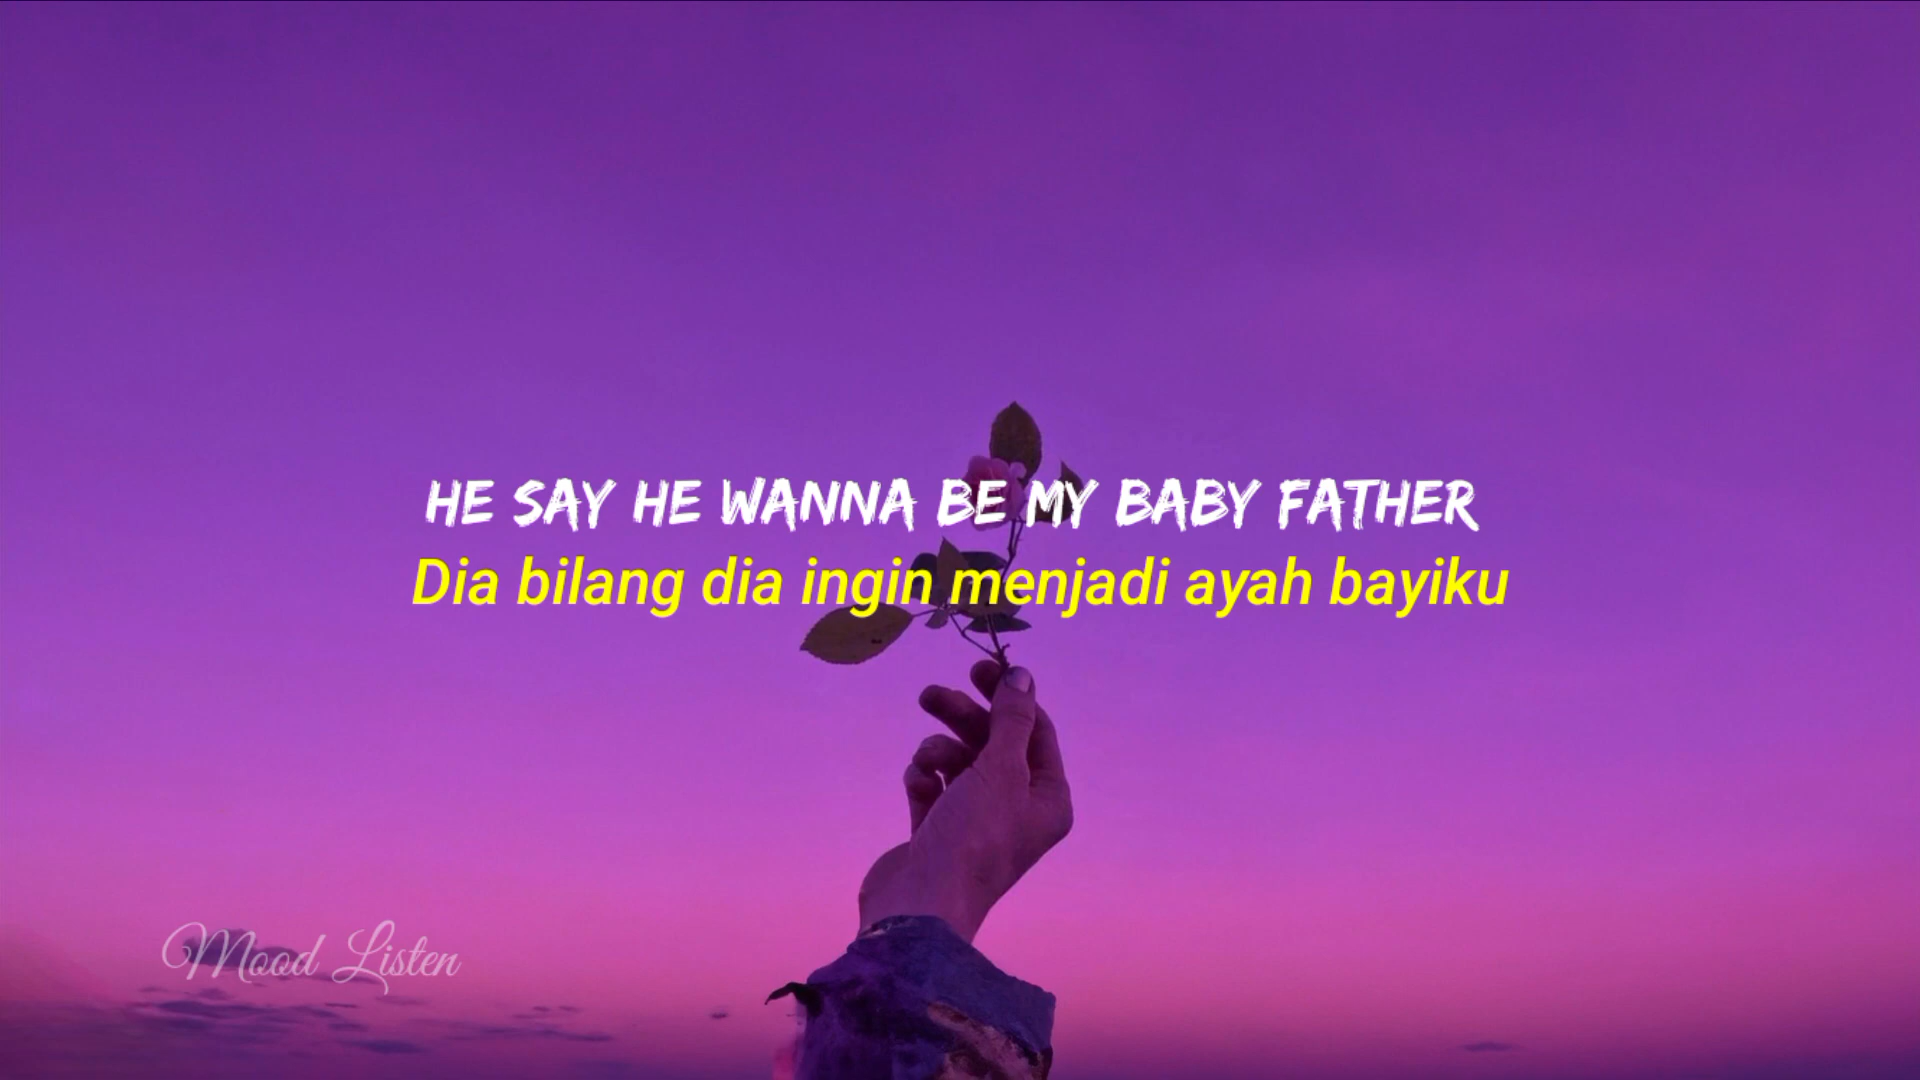 HE SAY HE WANNA BE MY BABY FATHER
Dia bilang dia ingin menjadi ayah bayiku
Mood Listen